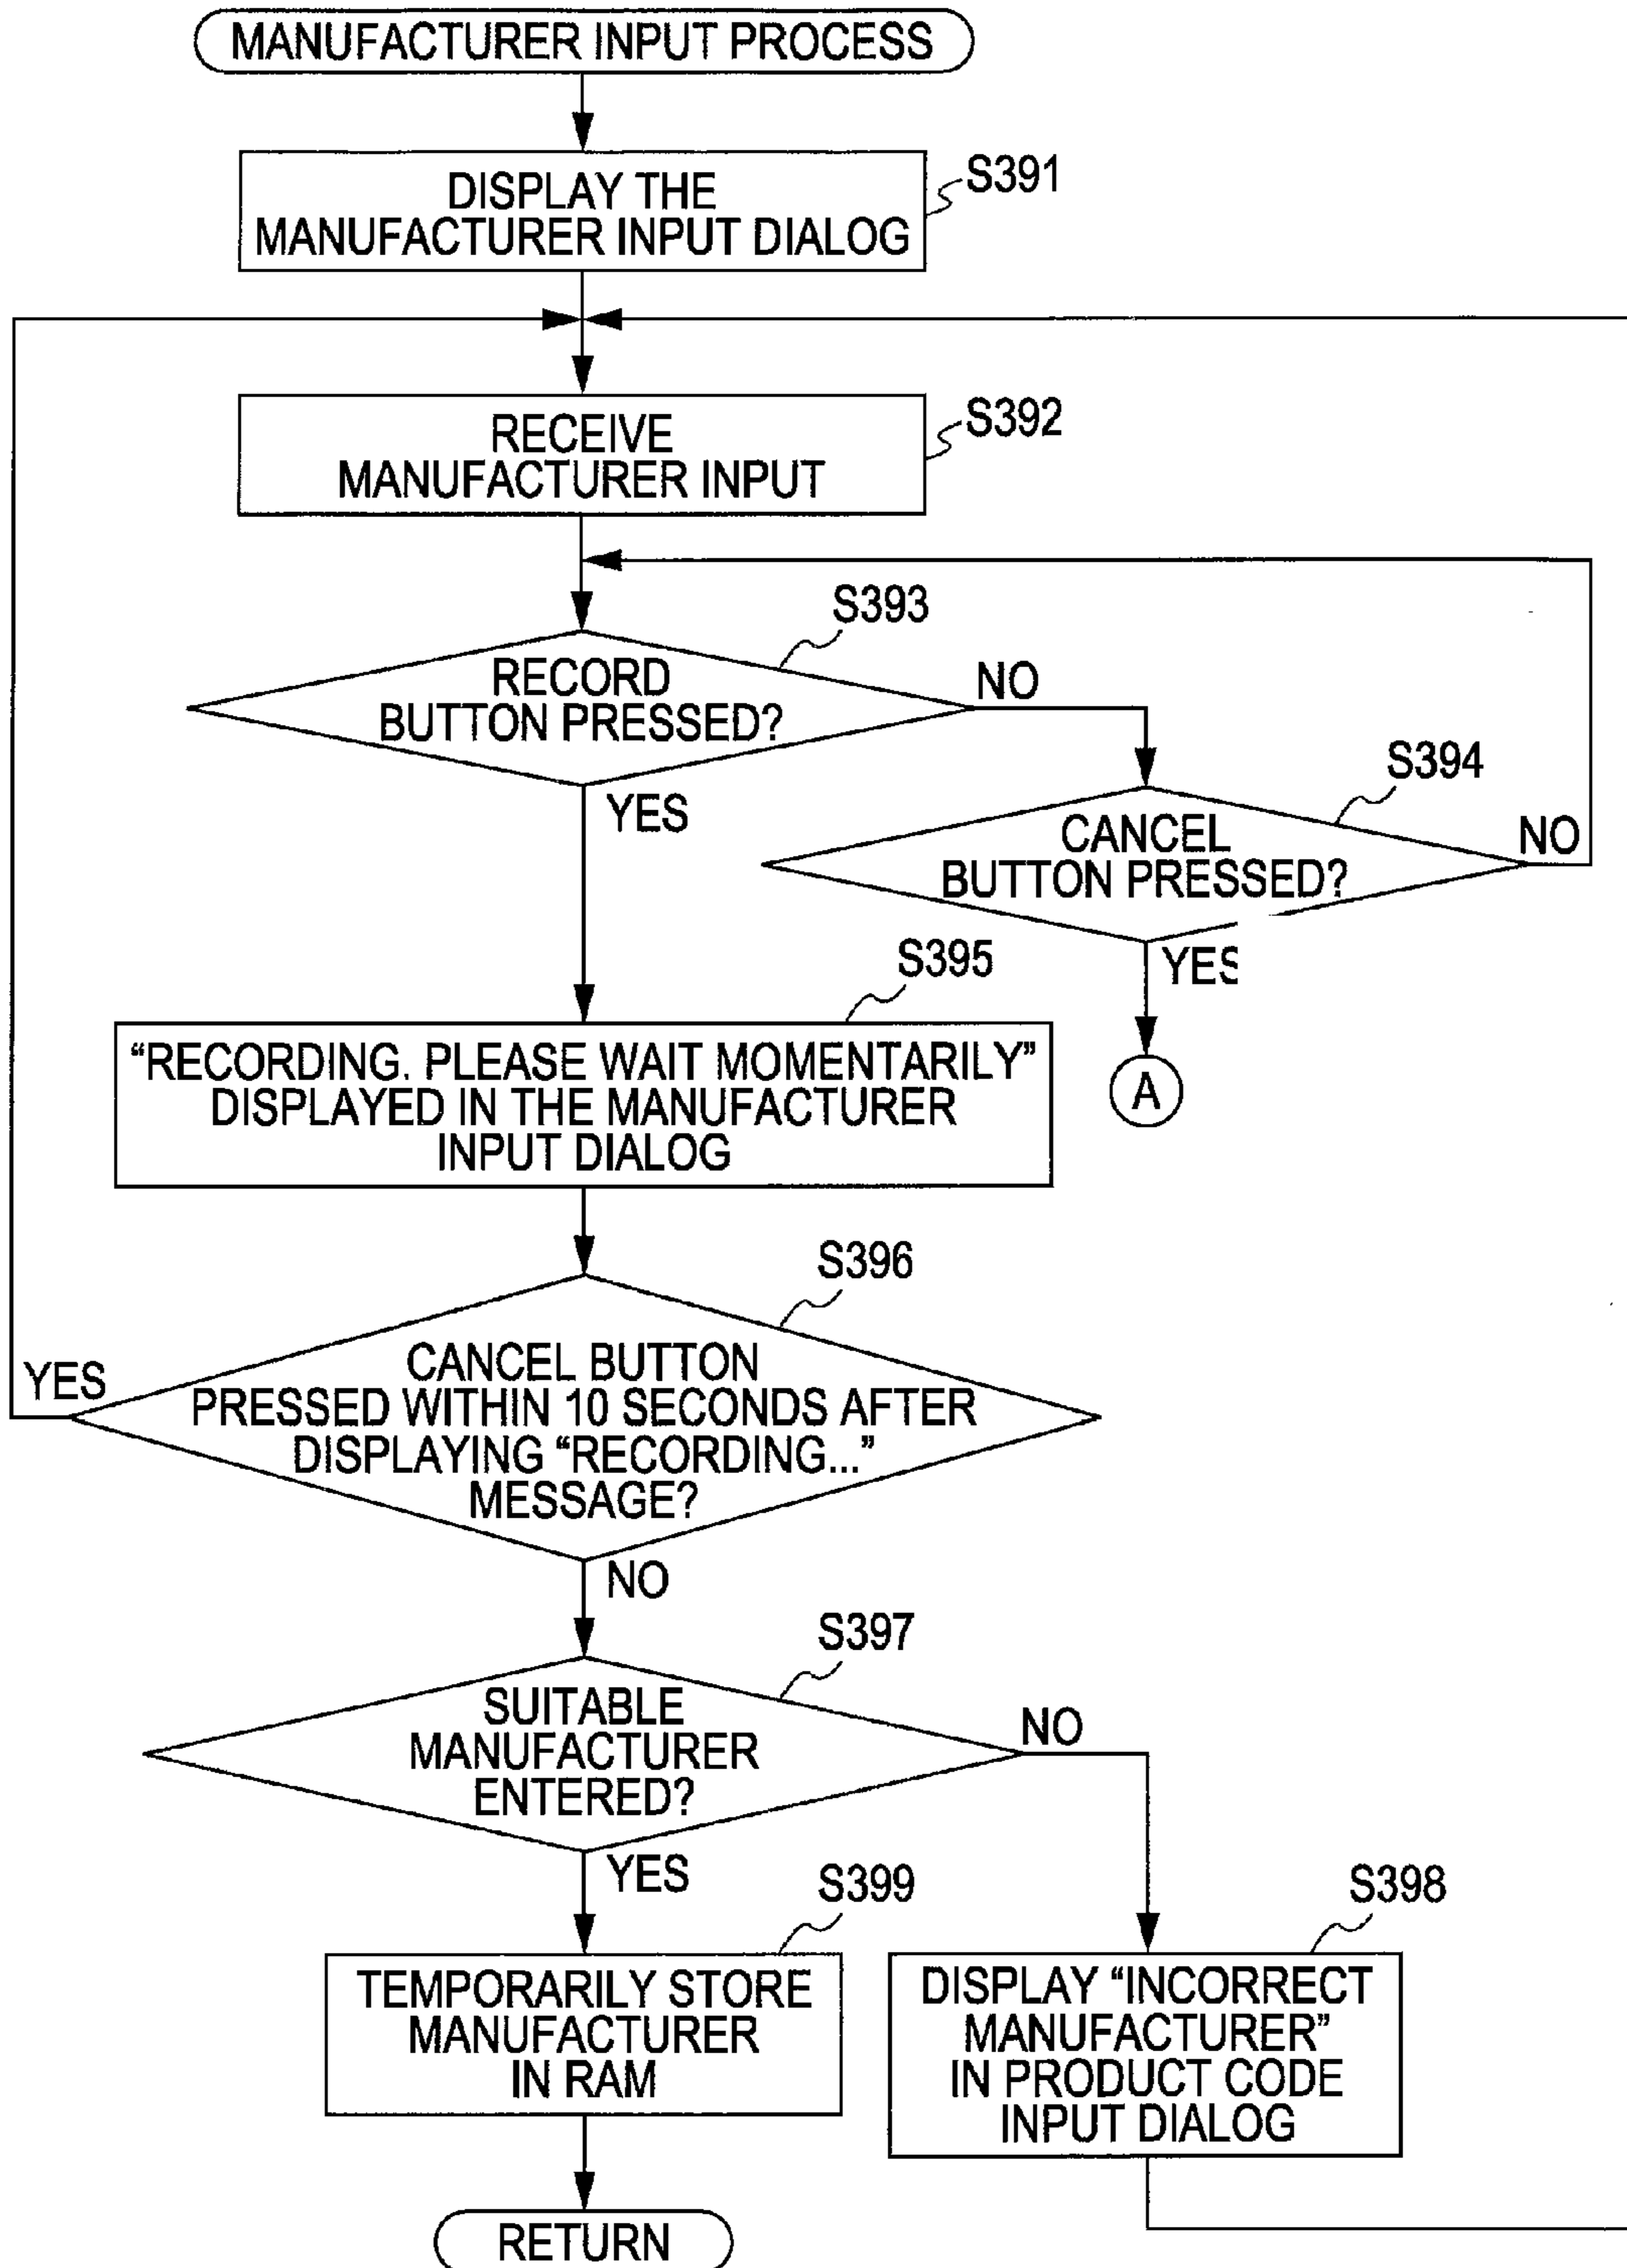 MANUFACTURER INPUT PROCESS
DISPLAY THE
MANUFACTURER INPUT DIALOG
S391
RECEIVE
MANUFACTURER INPUT
S392
S393
RECORD
BUTTON PRESSED?
NO
YES
S394
CANCEL
BUTTON PRESSED?
NO
YES
A
S395
“RECORDING. PLEASE WAIT MOMENTARILY”
DISPLAYED IN THE MANUFACTURER
INPUT DIALOG
S396
CANCEL BUTTON
PRESSED WITHIN 10 SECONDS AFTER
DISPLAYING “RECORDING...”
MESSAGE?
YES
NO
S397
SUITABLE
MANUFACTURER
ENTERED?
NO
YES
S399
TEMPORARILY STORE
MANUFACTURER
IN RAM
S398
DISPLAY “INCORRECT
MANUFACTURER”
IN PRODUCT CODE
INPUT DIALOG
RETURN